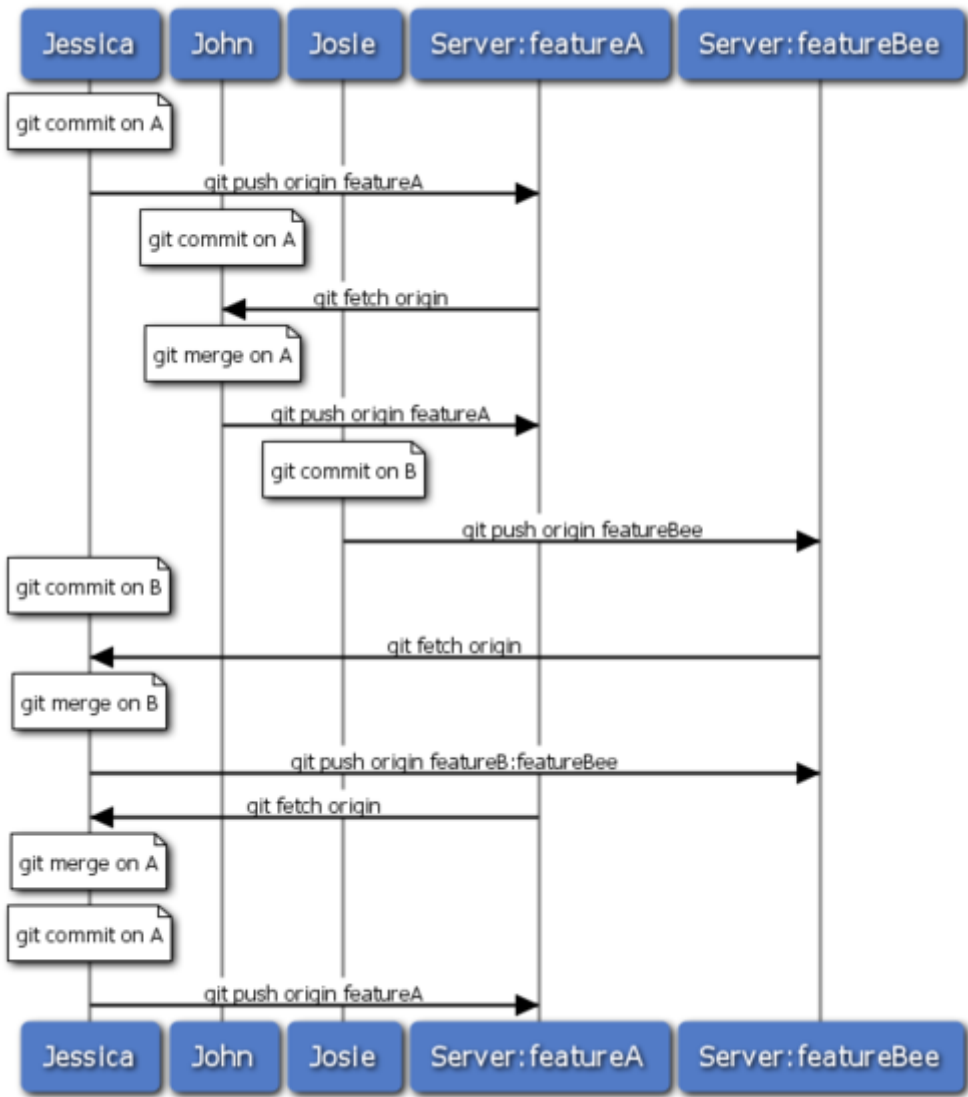 Jessica John Josie Server:featureA Server:featureBee
git commit on A
git push origin featureA
git commit on A
git fetch origin
git merge on A
git push origin featureA
git commit on B
git push origin featureBee
git commit on B
git fetch origin
git merge on B
git push origin featureB:featureBee
git fetch origin
git merge on A
git commit on A
git push origin featureA
Jessica John Josie Server:featureA Server:featureBee